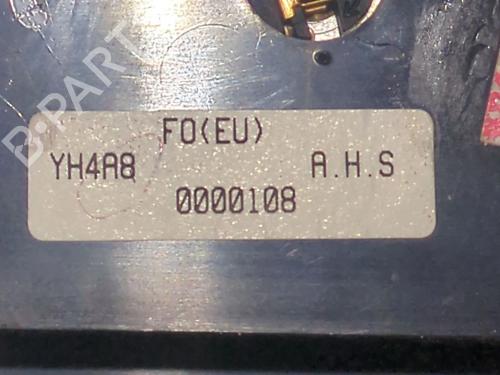 B-PART
FO(EU)
YH4A8 A.H.S
0000108